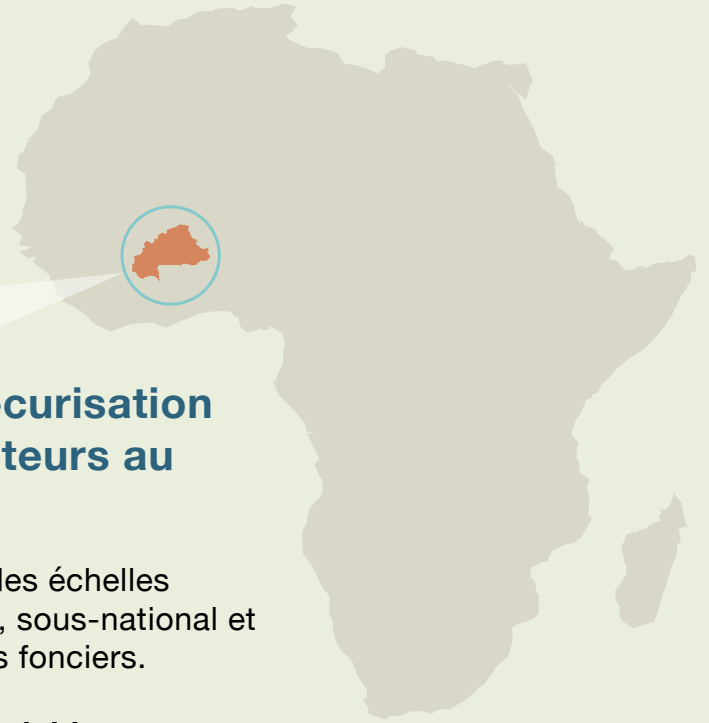 curisation
teurs au
les échelles
, sous-national et
s fonciers.